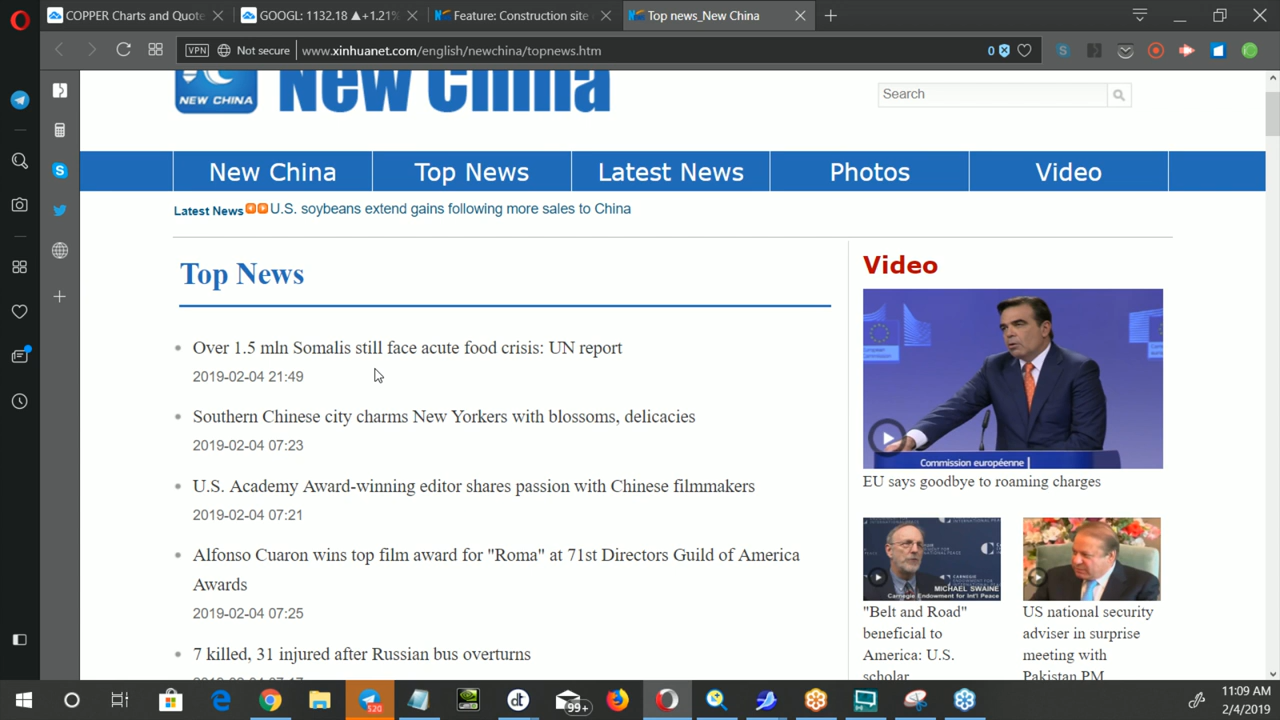 COPPER Charts and Quote
GOOGL: 1132.18 ▲+1.21%
Feature: Construction site
Top news_New China
VPN
Not secure
www.xinhuanet.com/english/newchina/topnews.htm
0
NEW CHINA
New China
Search
New China
Top News
Latest News
Photos
Video
Latest News
U.S. soybeans extend gains following more sales to China
Top News
Over 1.5 mln Somalis still face acute food crisis: UN report
2019-02-04 21:49
Southern Chinese city charms New Yorkers with blossoms, delicacies
2019-02-04 07:23
U.S. Academy Award-winning editor shares passion with Chinese filmmakers
2019-02-04 07:21
Alfonso Cuaron wins top film award for "Roma" at 71st Directors Guild of America
Awards
2019-02-04 07:25
7 killed, 31 injured after Russian bus overturns
Video
Commission européenne
EU says goodbye to roaming charges
MICHAEL SWAINE
Carnegie Endowment for Int'l Peace
"Belt and Road"
beneficial to
America: U.S.
scholar
US national security
adviser in surprise
meeting with
Pakistan PM
520
99+
11:09 AM
2/4/2019